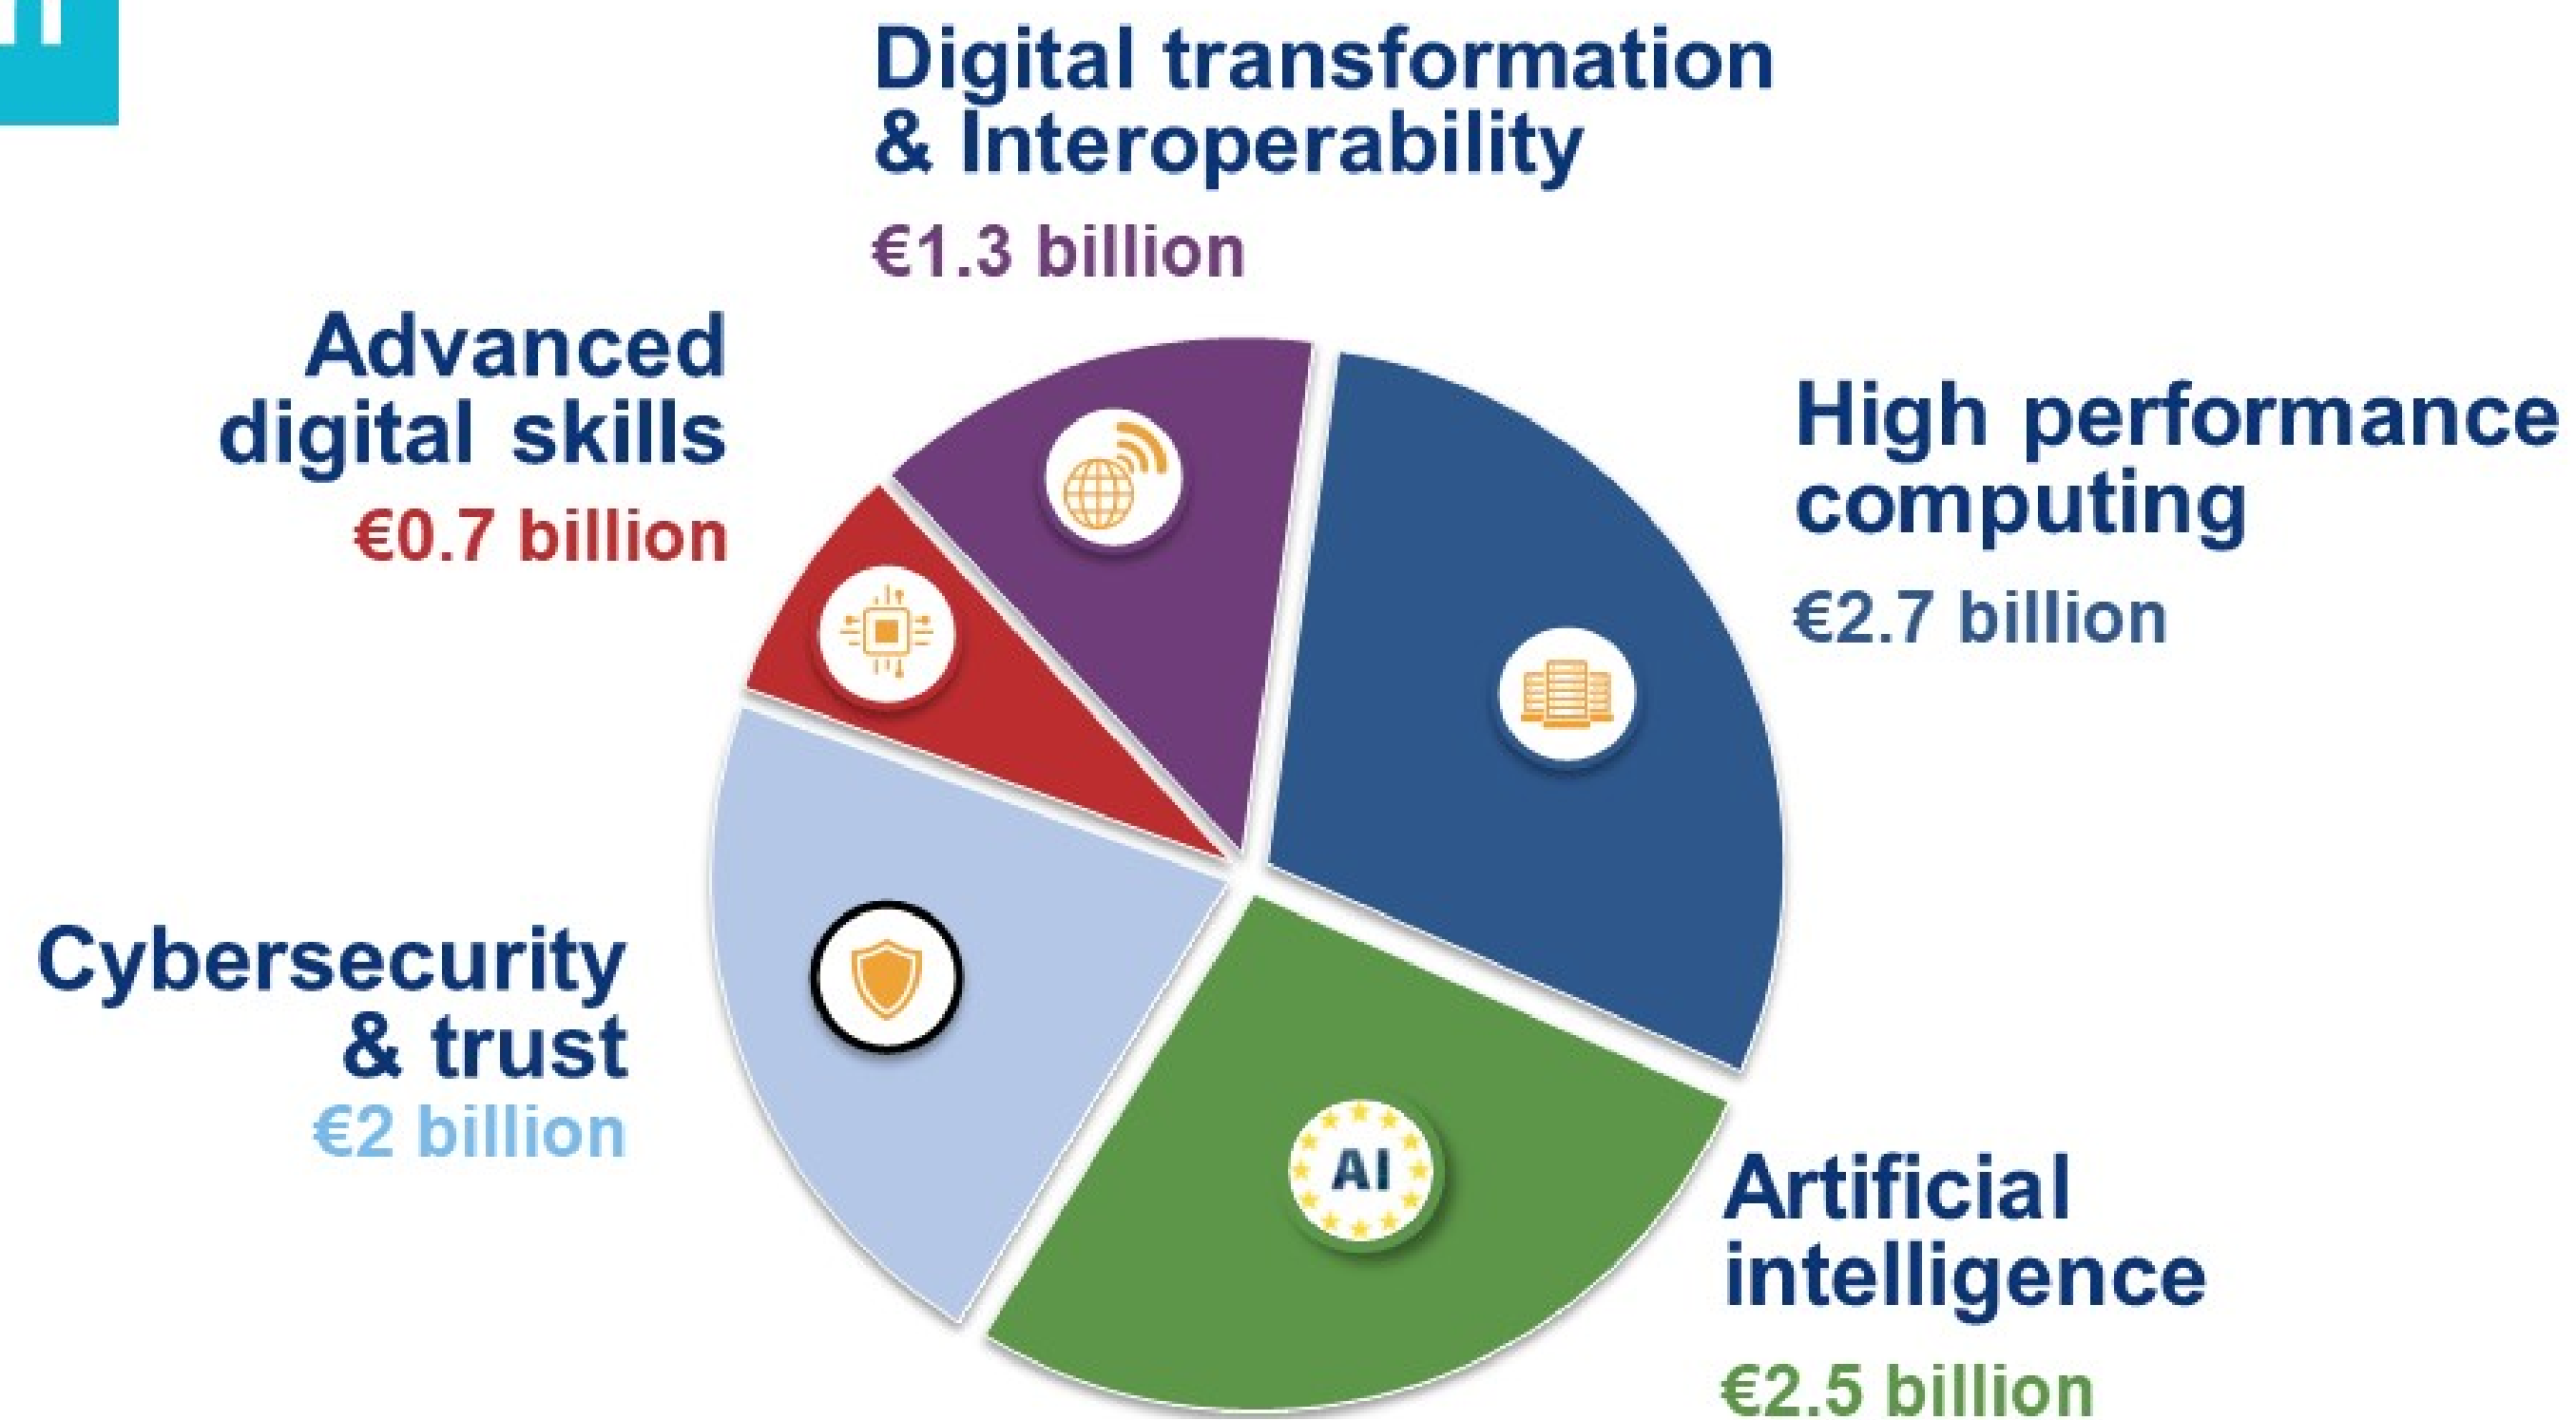 Digital transformation
& Interoperability
€1.3 billion
Advanced
digital skills
€0.7 billion
High performance
computing
€2.7 billion
Cybersecurity
& trust
€2 billion
AI
Artificial
intelligence
€2.5 billion